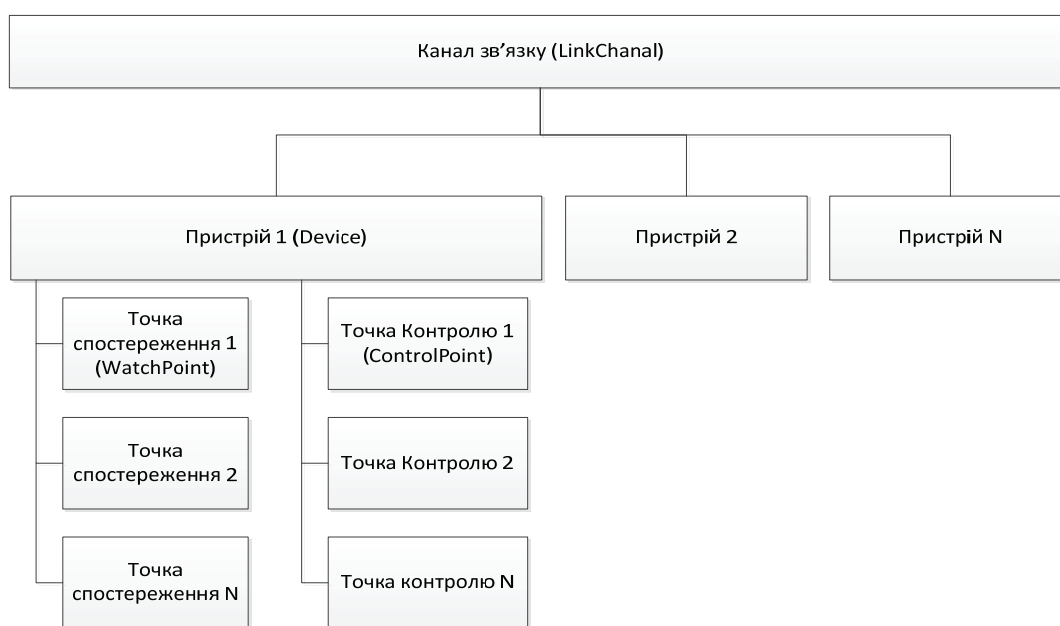 Канал зв’язку (LinkChanal)
Пристрій 1 (Device)
Пристрій 2
Пристрій N
Точка
спостереження 1
(WatchPoint)
Точка Контролю 1
(ControlPoint)
Точка
спостереження 2
Точка Контролю 2
Точка
спостереження N
Точка контролю N